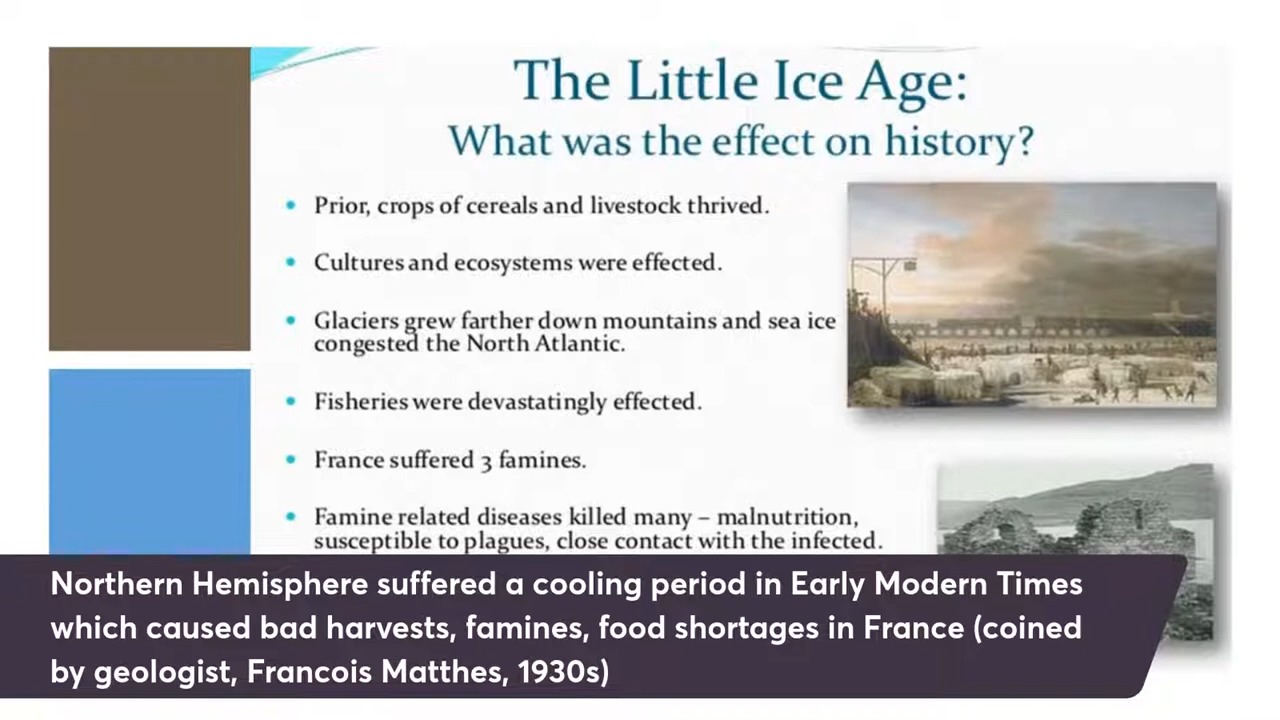 The Little Ice Age:
What was the effect on history?
• Prior, crops of cereals and livestock thrived.
• Cultures and ecosystems were effected.
• Glaciers grew farther down mountains and sea ice
congested the North Atlantic.
• Fisheries were devastatingly effected.
• France suffered 3 famines.
• Famine related diseases killed many – malnutrition,
susceptible to plagues, close contact with the infected.
Northern Hemisphere suffered a cooling period in Early Modern Times
which caused bad harvests, famines, food shortages in France (coined
by geologist, Francois Matthes, 1930s)